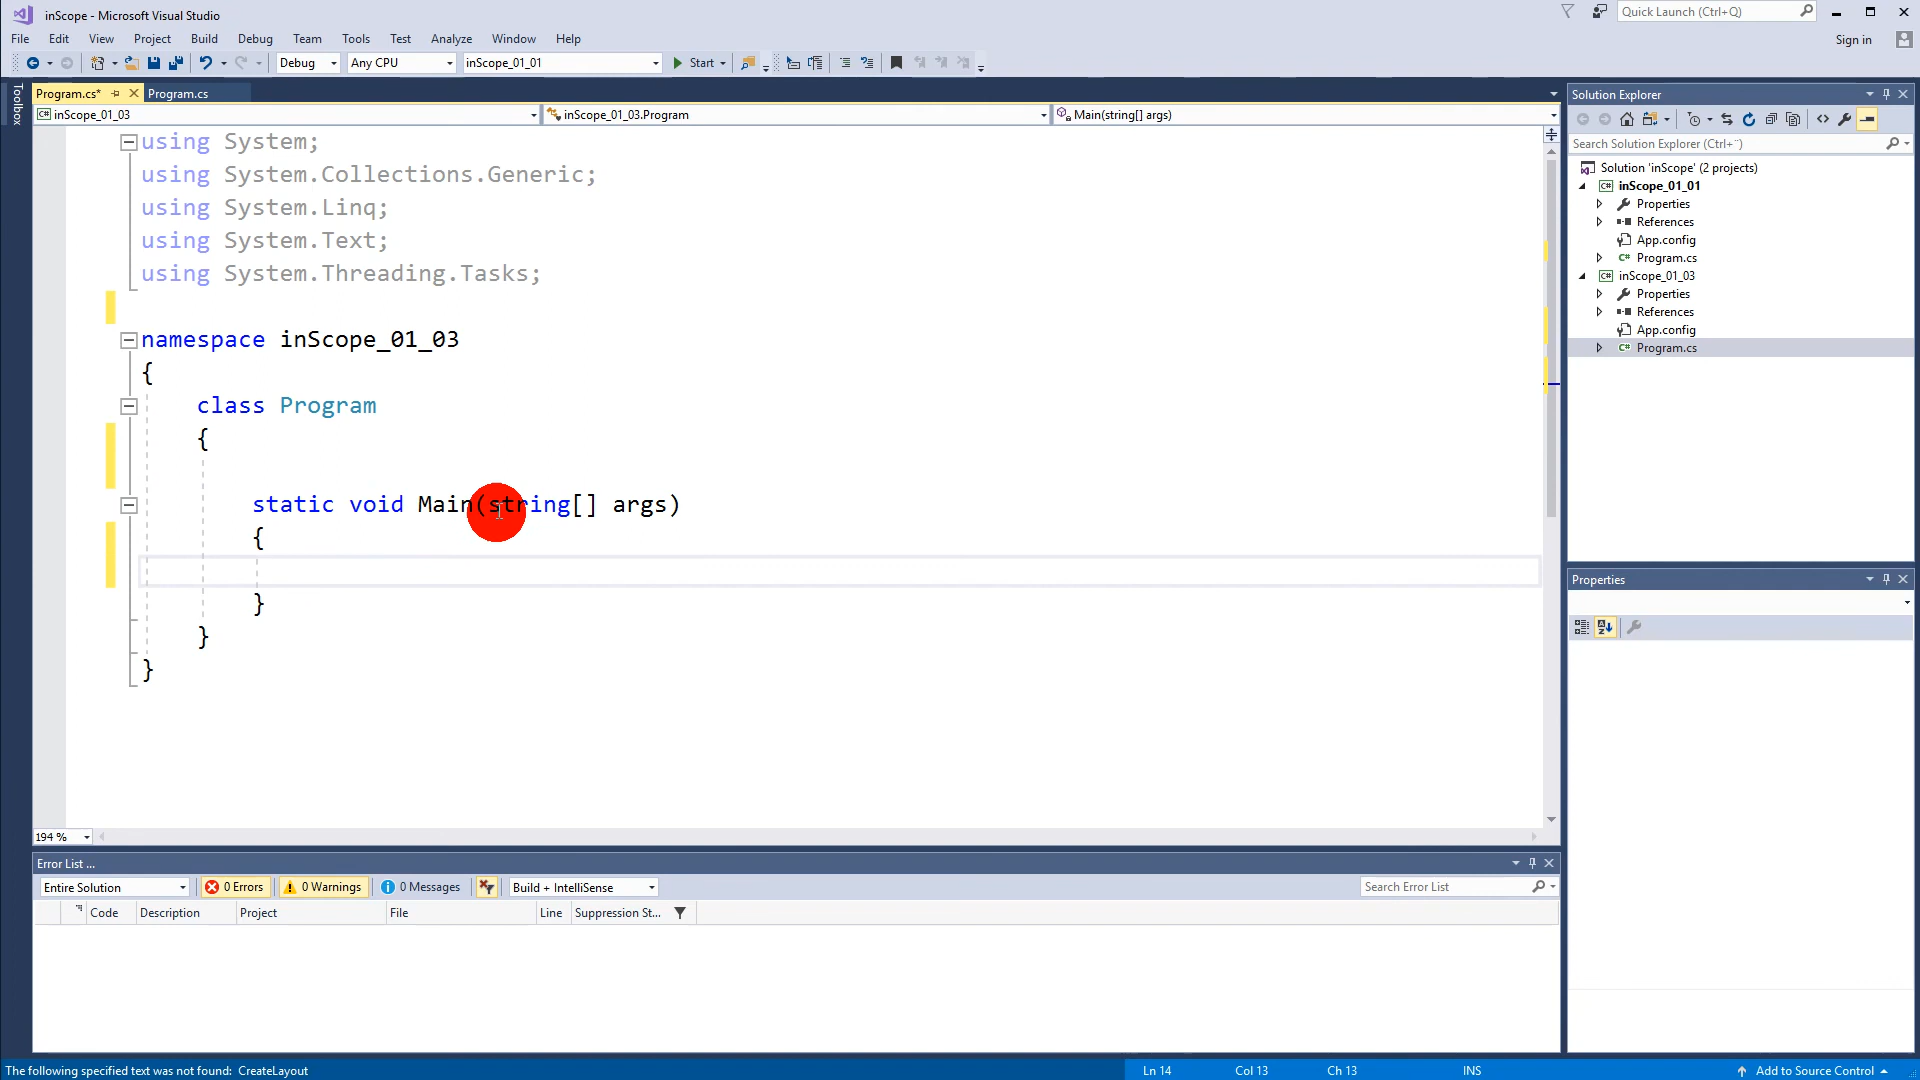 inScope - Microsoft Visual Studio
Quick Launch (Ctrl+Q)
File Edit View Project Build Debug Team Tools Test Analyze Window Help
Sign in
Debug Any CPU inScope_01_01 Start
Toolbox
Program.cs* Program.cs
inScope_01_03 inScope_01_03.Program Main(string[] args)
using System;
using System.Collections.Generic;
using System.Linq;
using System.Text;
using System.Threading.Tasks;
namespace inScope_01_03
{
class Program
{
static void Main(string[] args)
{
}
}
}
194 %
Solution Explorer
Search Solution Explorer (Ctrl+¨)
Solution 'inScope' (2 projects)
inScope_01_01
Properties
References
App.config
Program.cs
inScope_01_03
Properties
References
App.config
Program.cs
Properties
Error List ...
Entire Solution 0 Errors 0 Warnings 0 Messages Build + IntelliSense
Search Error List
Code Description Project File Line Suppression St...
The following specified text was not found: CreateLayout
Ln 14 Col 13 Ch 13 INS Add to Source Control